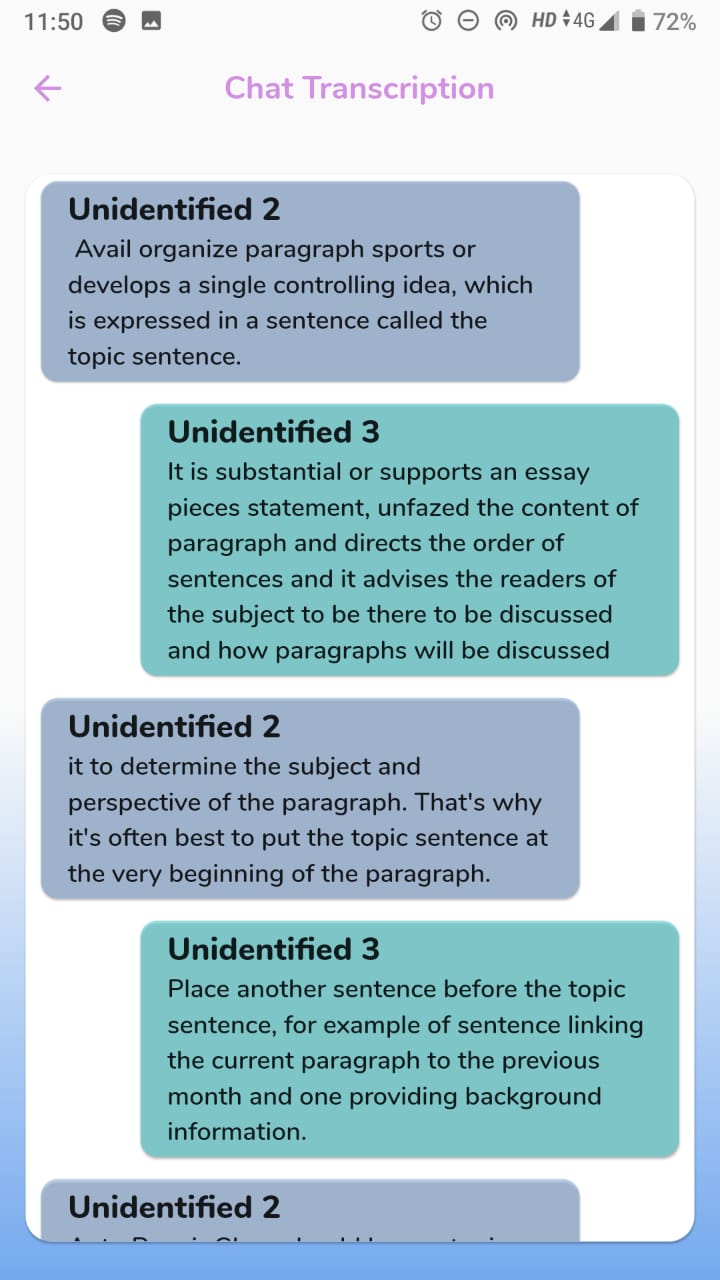 11:50
HD 4G 72%
Chat Transcription
Unidentified 2
Avail organize paragraph sports or
develops a single controlling idea, which
is expressed in a sentence called the
topic sentence.
Unidentified 3
It is substantial or supports an essay
pieces statement, unfazed the content of
paragraph and directs the order of
sentences and it advises the readers of
the subject to be there to be discussed
and how paragraphs will be discussed
Unidentified 2
it to determine the subject and
perspective of the paragraph. That's why
it's often best to put the topic sentence at
the very beginning of the paragraph.
Unidentified 3
Place another sentence before the topic
sentence, for example of sentence linking
the current paragraph to the previous
month and one providing background
information.
Unidentified 2